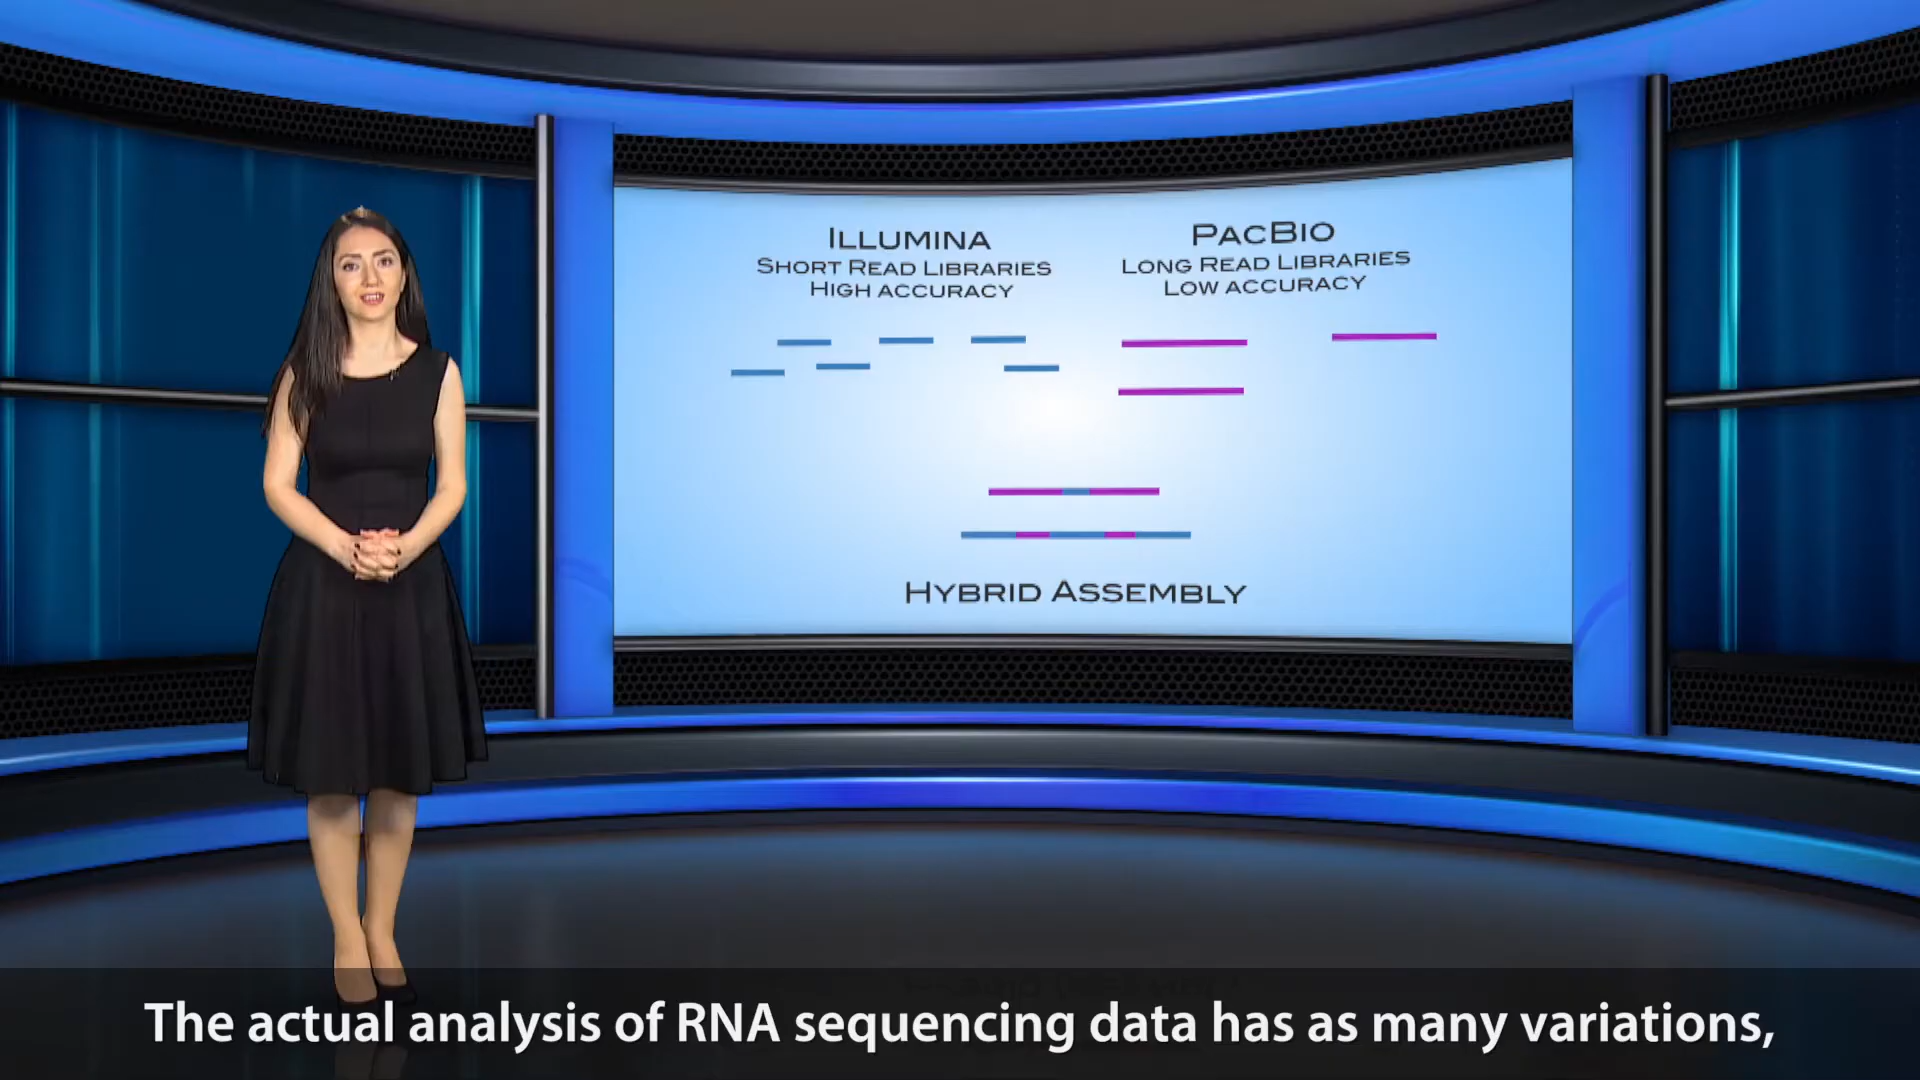 ILLUMINA
SHORT READ LIBRARIES
HIGH ACCURACY
PACBIO
LONG READ LIBRARIES
LOW ACCURACY
HYBRID ASSEMBLY
The actual analysis of RNA sequencing data has as many variations,